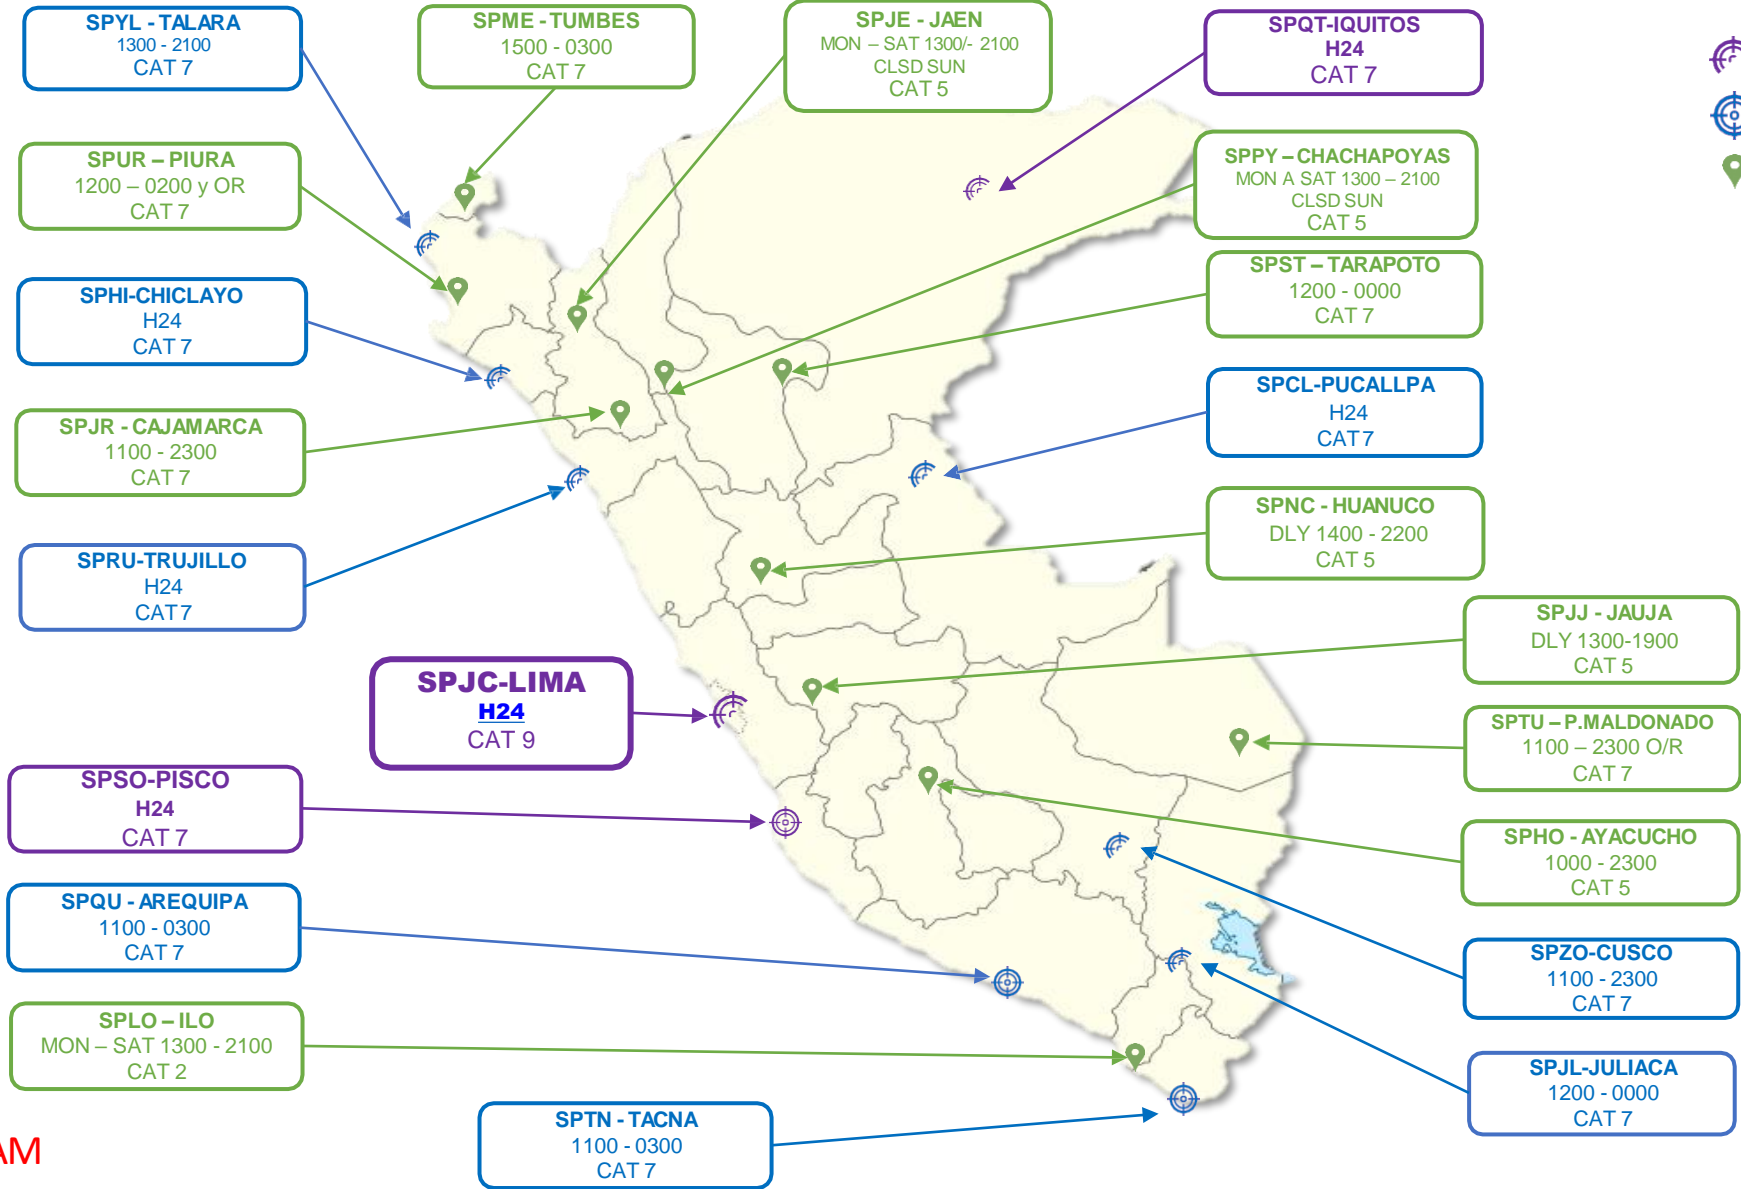 SPYL - TALARA
1300 - 2100
CAT 7
SPME - TUMBES
1500 - 0300
CAT 7
SPJE - JAEN
MON – SAT 1300/- 2100
CLSD SUN
CAT 5
SPQT-IQUITOS
H24
CAT 7
SPUR – PIURA
1200 – 0200 y OR
CAT 7
SPPY – CHACHAPOYAS
MON A SAT 1300 – 2100
CLSD SUN
CAT 5
SPHI-CHICLAYO
H24
CAT 7
SPST – TARAPOTO
1200 - 0000
CAT 7
SPJR - CAJAMARCA
1100 - 2300
CAT 7
SPCL-PUCALLPA
H24
CAT 7
SPRU-TRUJILLO
H24
CAT 7
SPNC - HUANUCO
DLY 1400 - 2200
CAT 5
SPJJ - JAUJA
DLY 1300-1900
CAT 5
SPJC-LIMA
H24
CAT 9
SPTU – P.MALDONADO
1100 – 2300 O/R
CAT 7
SPSO-PISCO
H24
CAT 7
SPHO - AYACUCHO
1000 - 2300
CAT 5
SPQU - AREQUIPA
1100 - 0300
CAT 7
SPZO-CUSCO
1100 - 2300
CAT 7
SPLO – ILO
MON – SAT 1300 - 2100
CAT 2
SPJL-JULIACA
1200 - 0000
CAT 7
SPTN - TACNA
1100 - 0300
CAT 7
AM